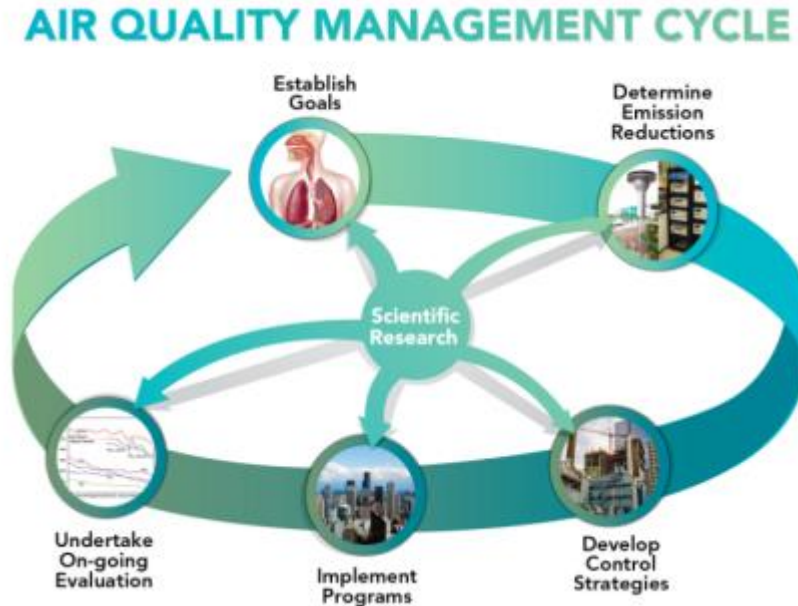 AIR QUALITY MANAGEMENT CYCLE
Establish
Goals
Determine
Emission
Reductions
Scientific
Research
Undertake
On-going
Evaluation
Implement
Programs
Develop
Control
Strategies